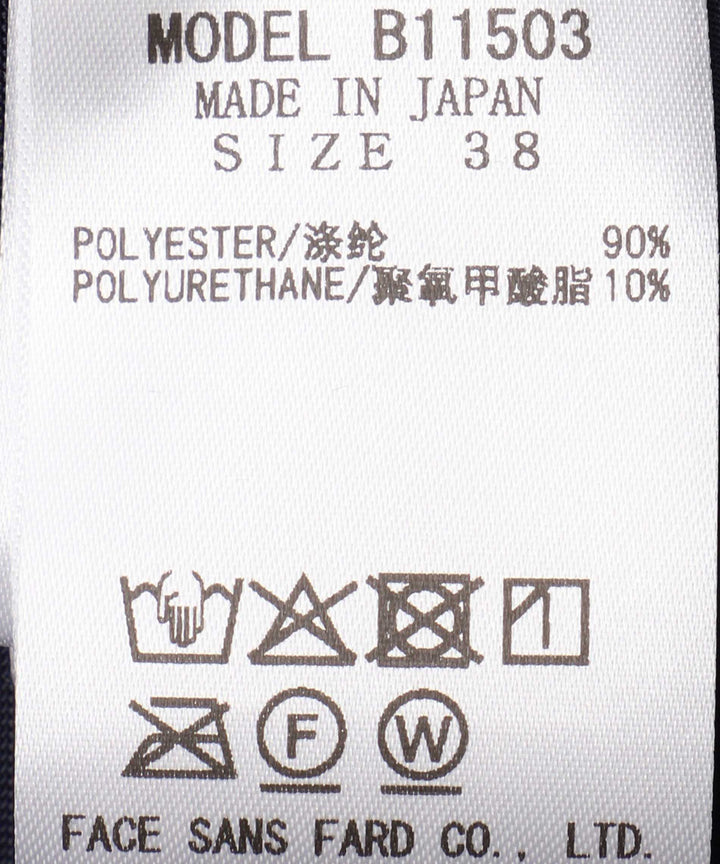 MODEL B11503
MADE IN JAPAN
SIZE 38
POLYESTER/涤纶 90%
POLYURETHANE/聚氨甲酸脂 10%
F W
FACE SANS FARD CO., LTD.